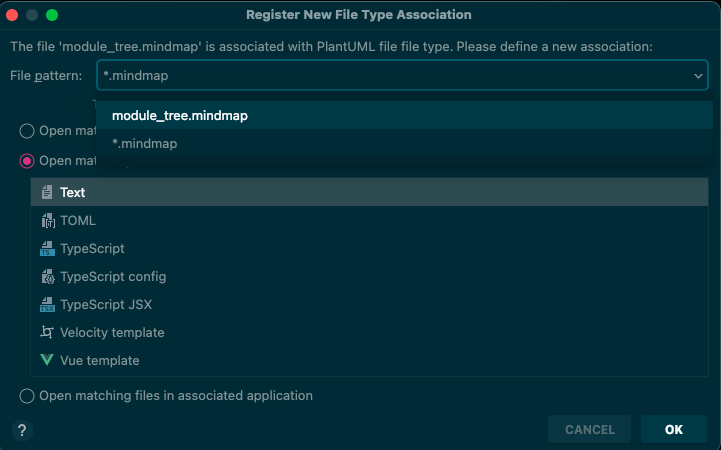 Register New File Type Association
The file 'module_tree.mindmap' is associated with PlantUML file file type. Please define a new association:
File pattern: *.mindmap
module_tree.mindmap
*.mindmap
Open
Open
Text
TOML
TypeScript
TypeScript config
TypeScript JSX
Velocity template
Vue template
Open matching files in associated application
? CANCEL OK